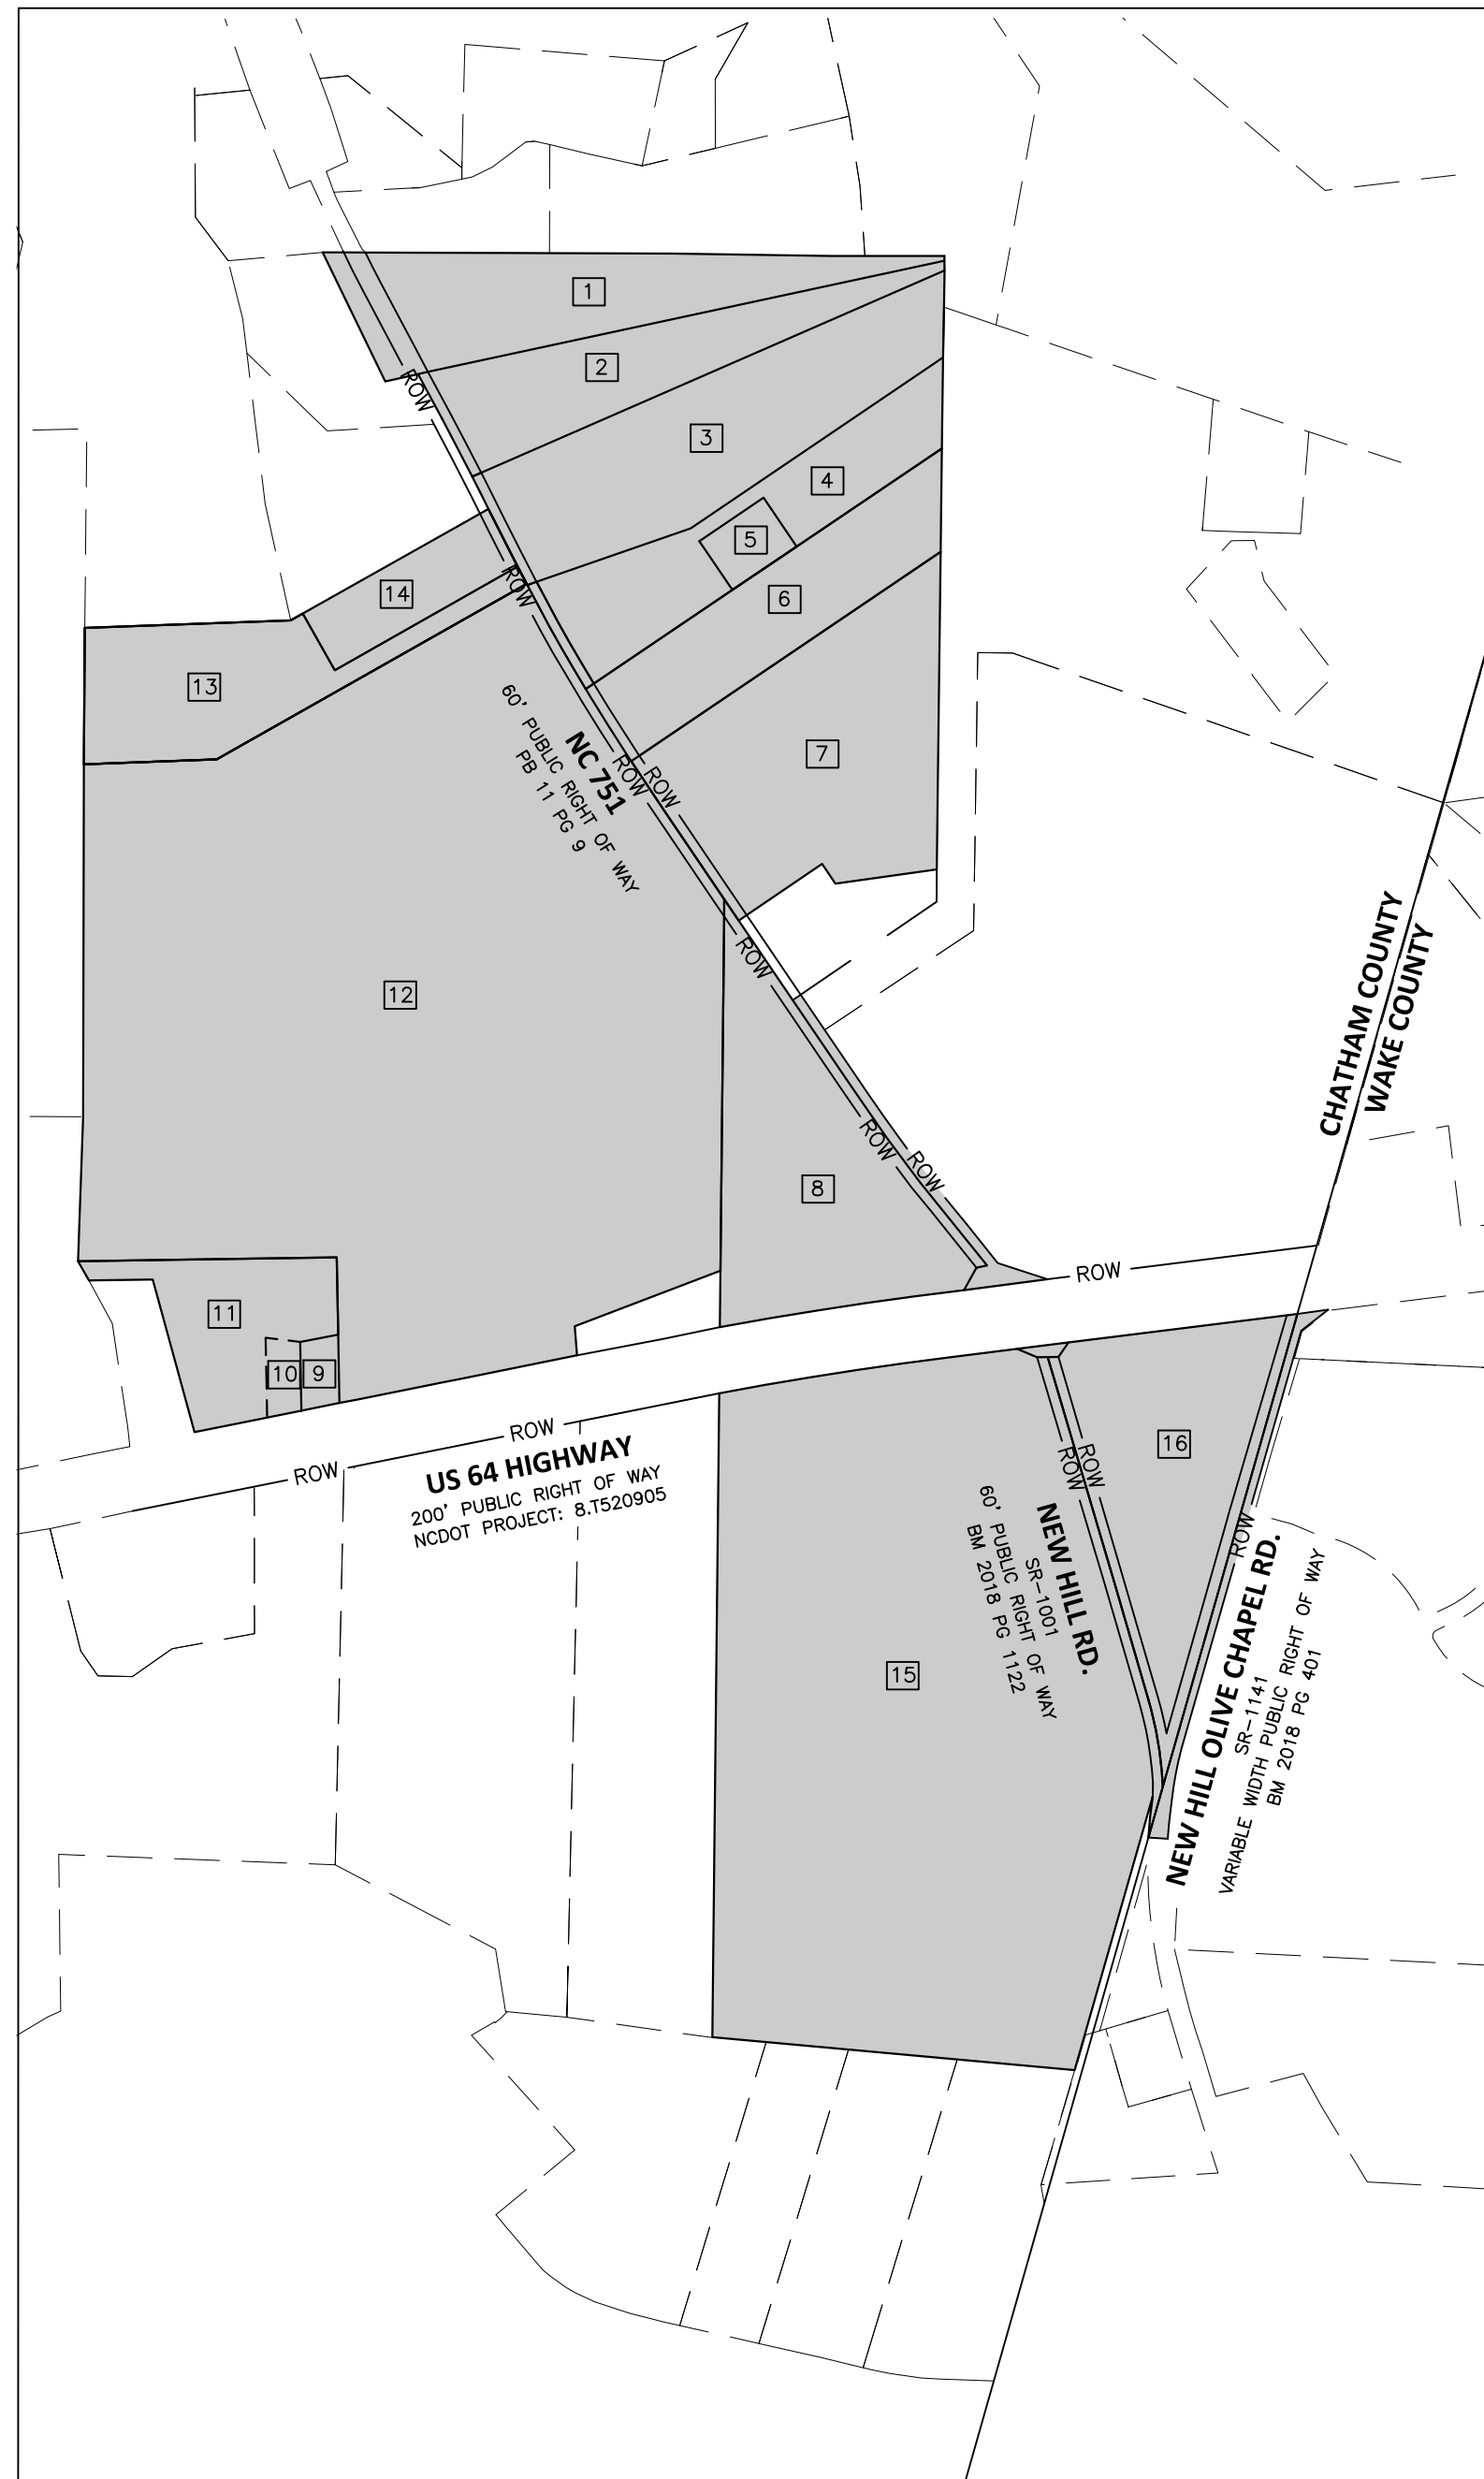 1
2
ROW
3
4
5
14
ROW
6
13
NC 751
60' PUBLIC RIGHT OF WAY
PB 11 PG 9
7
ROW
ROW
ROW
12
CHATHAM COUNTY
WAKE COUNTY
ROW
ROW
8
ROW
11
10
9
ROW
ROW
US 64 HIGHWAY
200' PUBLIC RIGHT OF WAY
NCDOT PROJECT: 8.T520905
16
ROW
ROW
NEW HILL RD.
SR-1001
60' PUBLIC RIGHT OF WAY
BM 2018 PG 1122
ROW
15
NEW HILL OLIVE CHAPEL RD.
SR-1141
VARIABLE WIDTH PUBLIC RIGHT OF WAY
BM 2018 PG 401